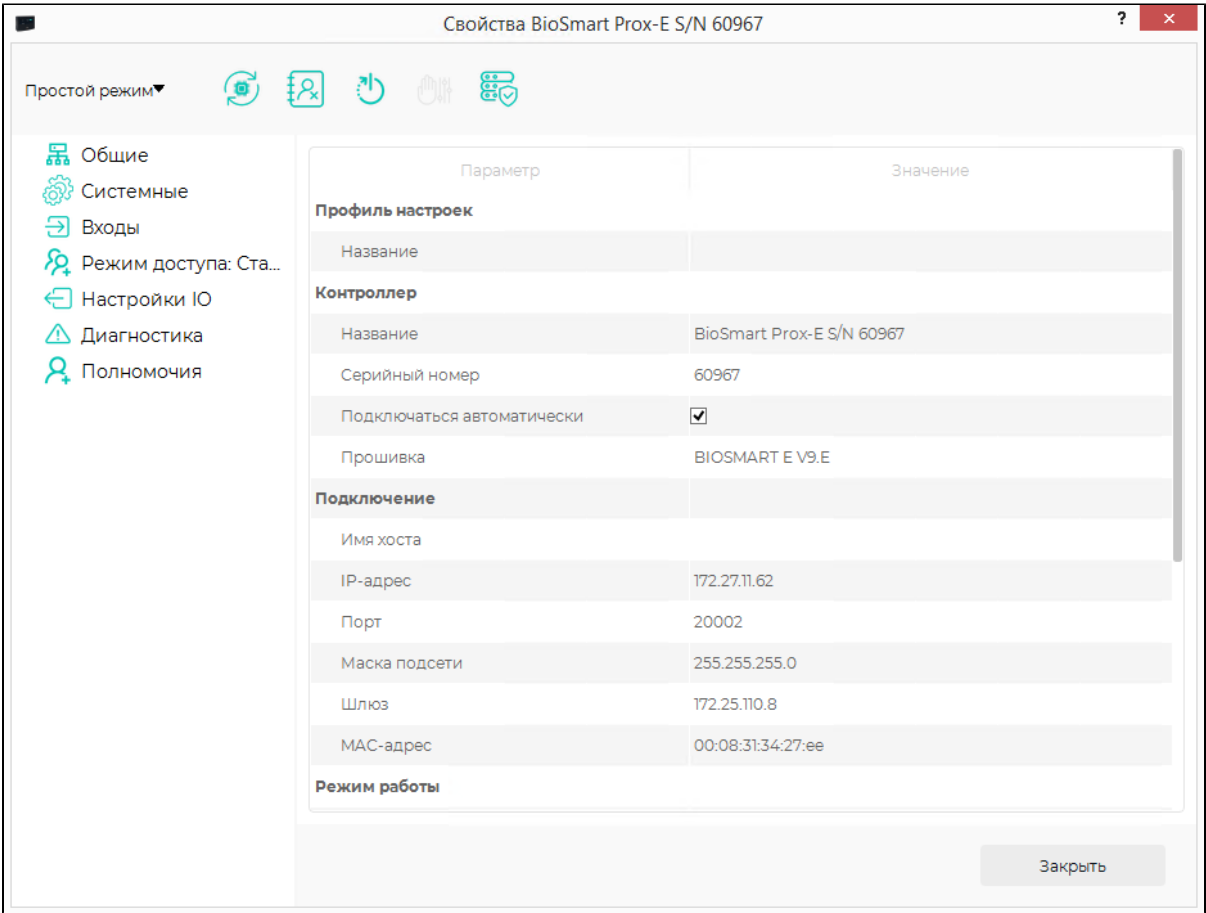 Свойства BioSmart Prox-E S/N 60967
?
Простой режим
Общие
Системные
Входы
Режим доступа: Ста...
Настройки IO
Диагностика
Полномочия
Параметр Значение
Профиль настроек
Название
Контроллер
Название BioSmart Prox-E S/N 60967
Серийный номер 60967
Подключаться автоматически
Прошивка BIOSMART E V9.E
Подключение
Имя хоста
IP-адрес 172.27.11.62
Порт 20002
Маска подсети 255.255.255.0
Шлюз 172.25.110.8
MAC-адрес 00:08:31:34:27:ee
Режим работы
Закрыть